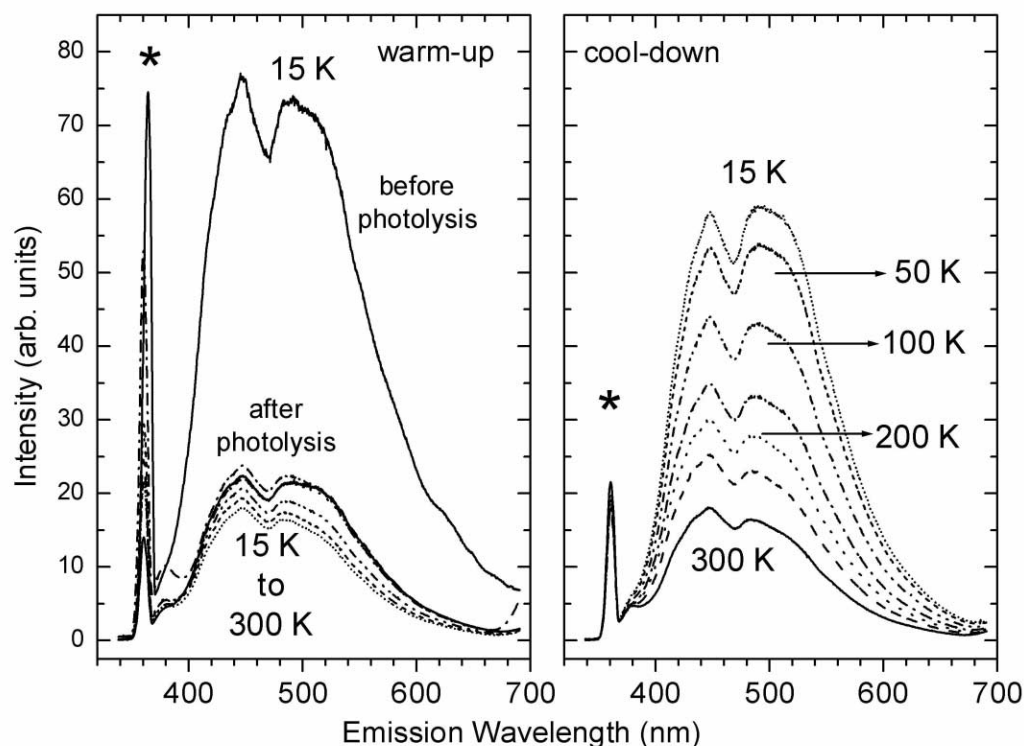 80
70
60
50
40
30
20
10
0
Intensity (arb. units)
*
warm-up
15 K
before
photolysis
after
photolysis
15 K
to
300 K
400
500
600
700
cool-down
15 K
50 K
100 K
*
200 K
300 K
400
500
600
700
Emission Wavelength (nm)